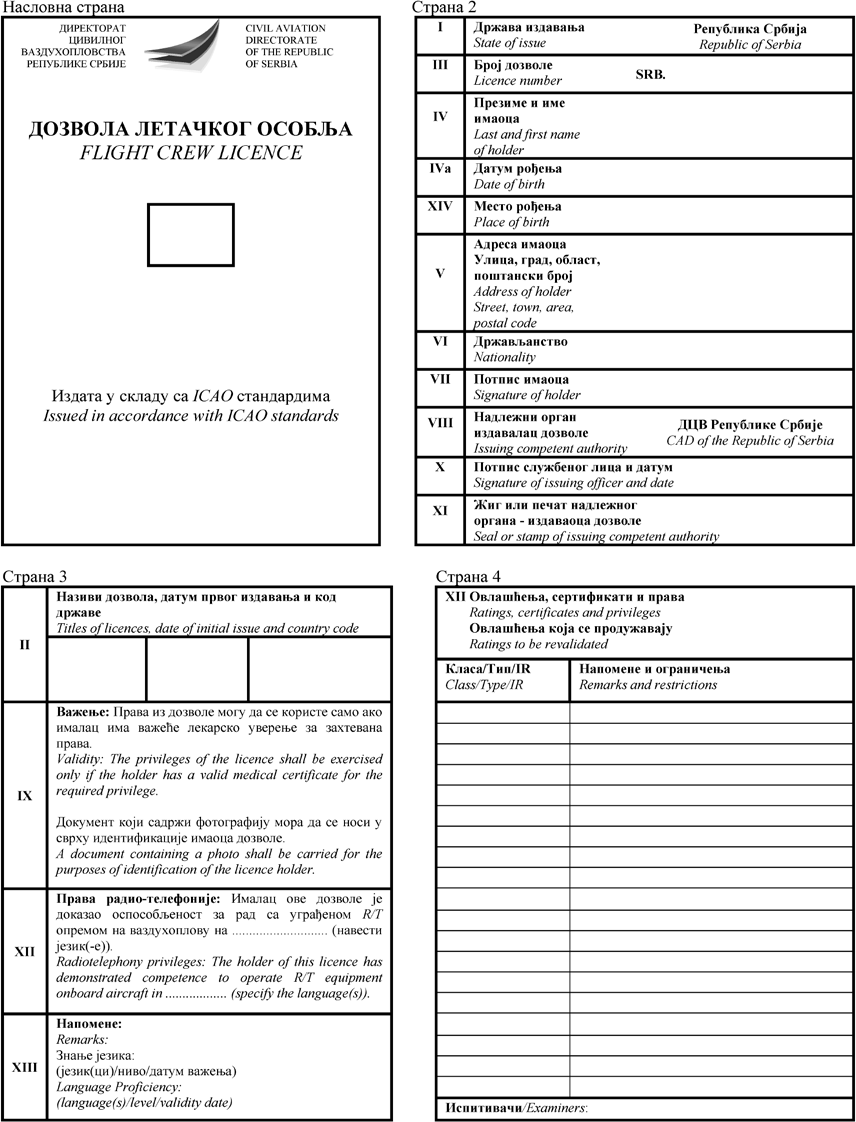 Насловна страна
ДИРЕКТОРАТ
ЦИВИЛНОГ
ВАЗДУХОПЛОВСТВА
РЕПУБЛИКЕ СРБИЈЕ
CIVIL AVIATION
DIRECTORATE
OF THE REPUBLIC
OF SERBIA
ДОЗВОЛА ЛЕТАЧКОГ ОСОБЉА
FLIGHT CREW LICENCE
Издата у складу са ICAO стандардима
Issued in accordance with ICAO standards
Страна 2
I
Држава издавања
State of issue
Република Србија
Republic of Serbia
III
Број дозволе
Licence number
SRB.
IV
Презиме и име
имаоца
Last and first name
of holder
IVa
Датум рођења
Date of birth
XIV
Место рођења
Place of birth
V
Адреса имаоца
Улица, град, област,
поштански број
Address of holder
Street, town, area,
postal code
VI
Држављанство
Nationality
VII
Потпис имаоца
Signature of holder
VIII
Надлежни орган
издавалац дозволе
Issuing competent authority
ДЦВ Републике Србије
CAD of the Republic of Serbia
X
Потпис службеног лица и датум
Signature of issuing officer and date
XI
Жиг или печат надлежног
органа - издаваоца дозволе
Seal or stamp of issuing competent authority
Страна 3
II
Називи дозвола, датум првог издавања и код
државе
Titles of licences, date of initial issue and country code
IX
Важење: Права из дозволе могу да се користе само ако
ималац има важеће лекарско уверење за захтевана
права.
Validity: The privileges of the licence shall be exercised
only if the holder has a valid medical certificate for the
required privilege.
Документ који садржи фотографију мора да се носи у
сврху идентификације имаоца дозволе.
A document containing a photo shall be carried for the
purposes of identification of the licence holder.
XII
Права радио-телефоније: Ималац ове дозволе је
доказао оспособљеност за рад са уграђеном R/T
опремом на ваздухоплову на ............................ (навести
језик(-е)).
Radiotelephony privileges: The holder of this licence has
demonstrated competence to operate R/T equipment
onboard aircraft in .................. (specify the language(s)).
XIII
Напомене:
Remarks:
Знање језика:
(језик(ци)/ниво/датум важења)
Language Proficiency:
(language(s)/level/validity date)
Страна 4
XII Овлашћења, сертификати и права
Ratings, certificates and privileges
Овлашћења која се продужавају
Ratings to be revalidated
Класа/Тип/IR
Class/Type/IR
Напомене и ограничења
Remarks and restrictions
Испитивачи/Examiners: